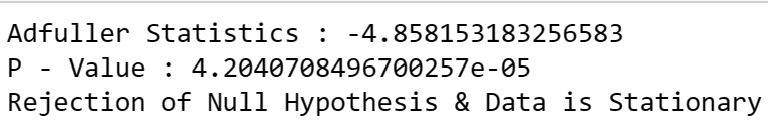 Adfuller Statistics : -4.858153183256583
P - Value : 4.2040708496700257e-05
Rejection of Null Hypothesis & Data is Stationary